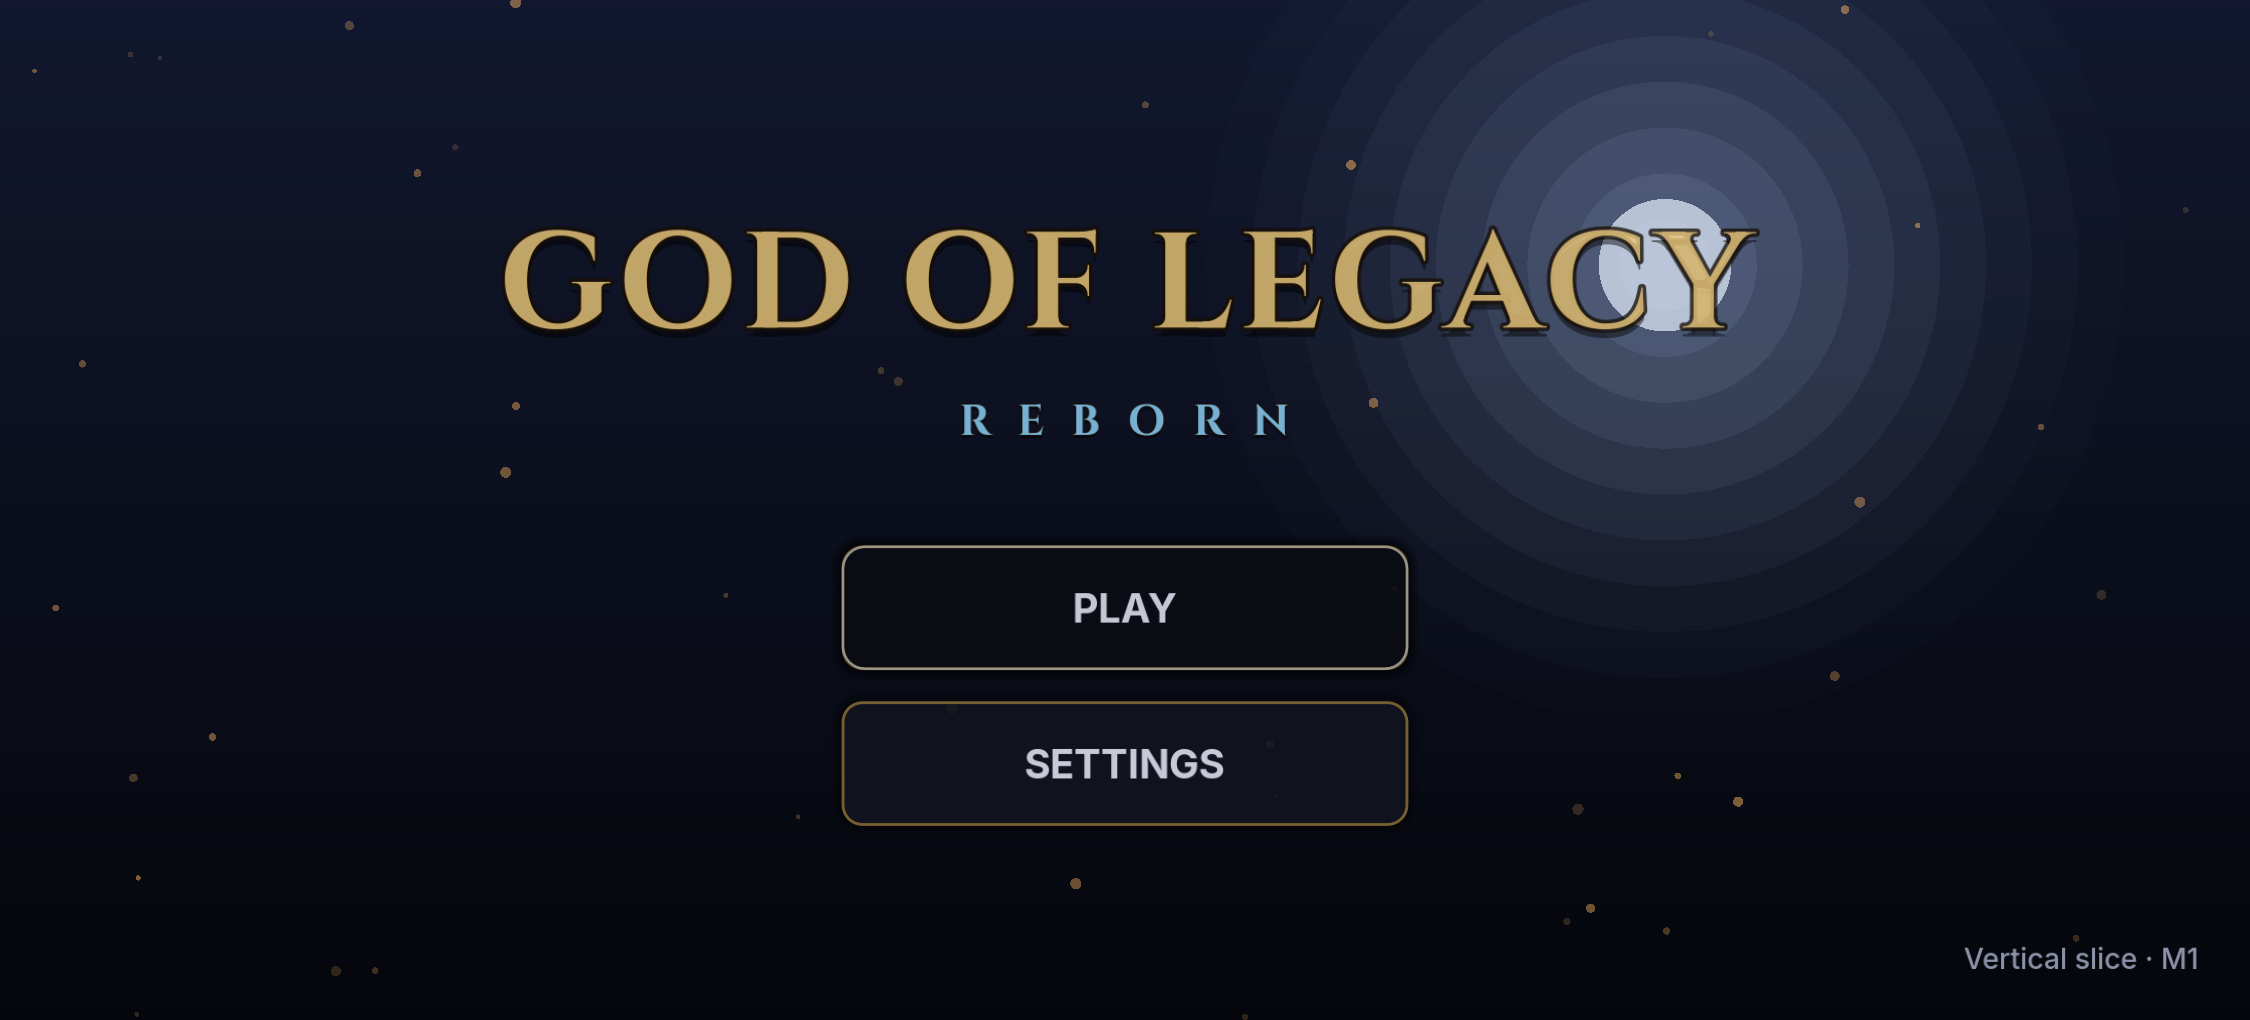 GOD OF LEGACY
REBORN
PLAY
SETTINGS
Vertical slice · M1